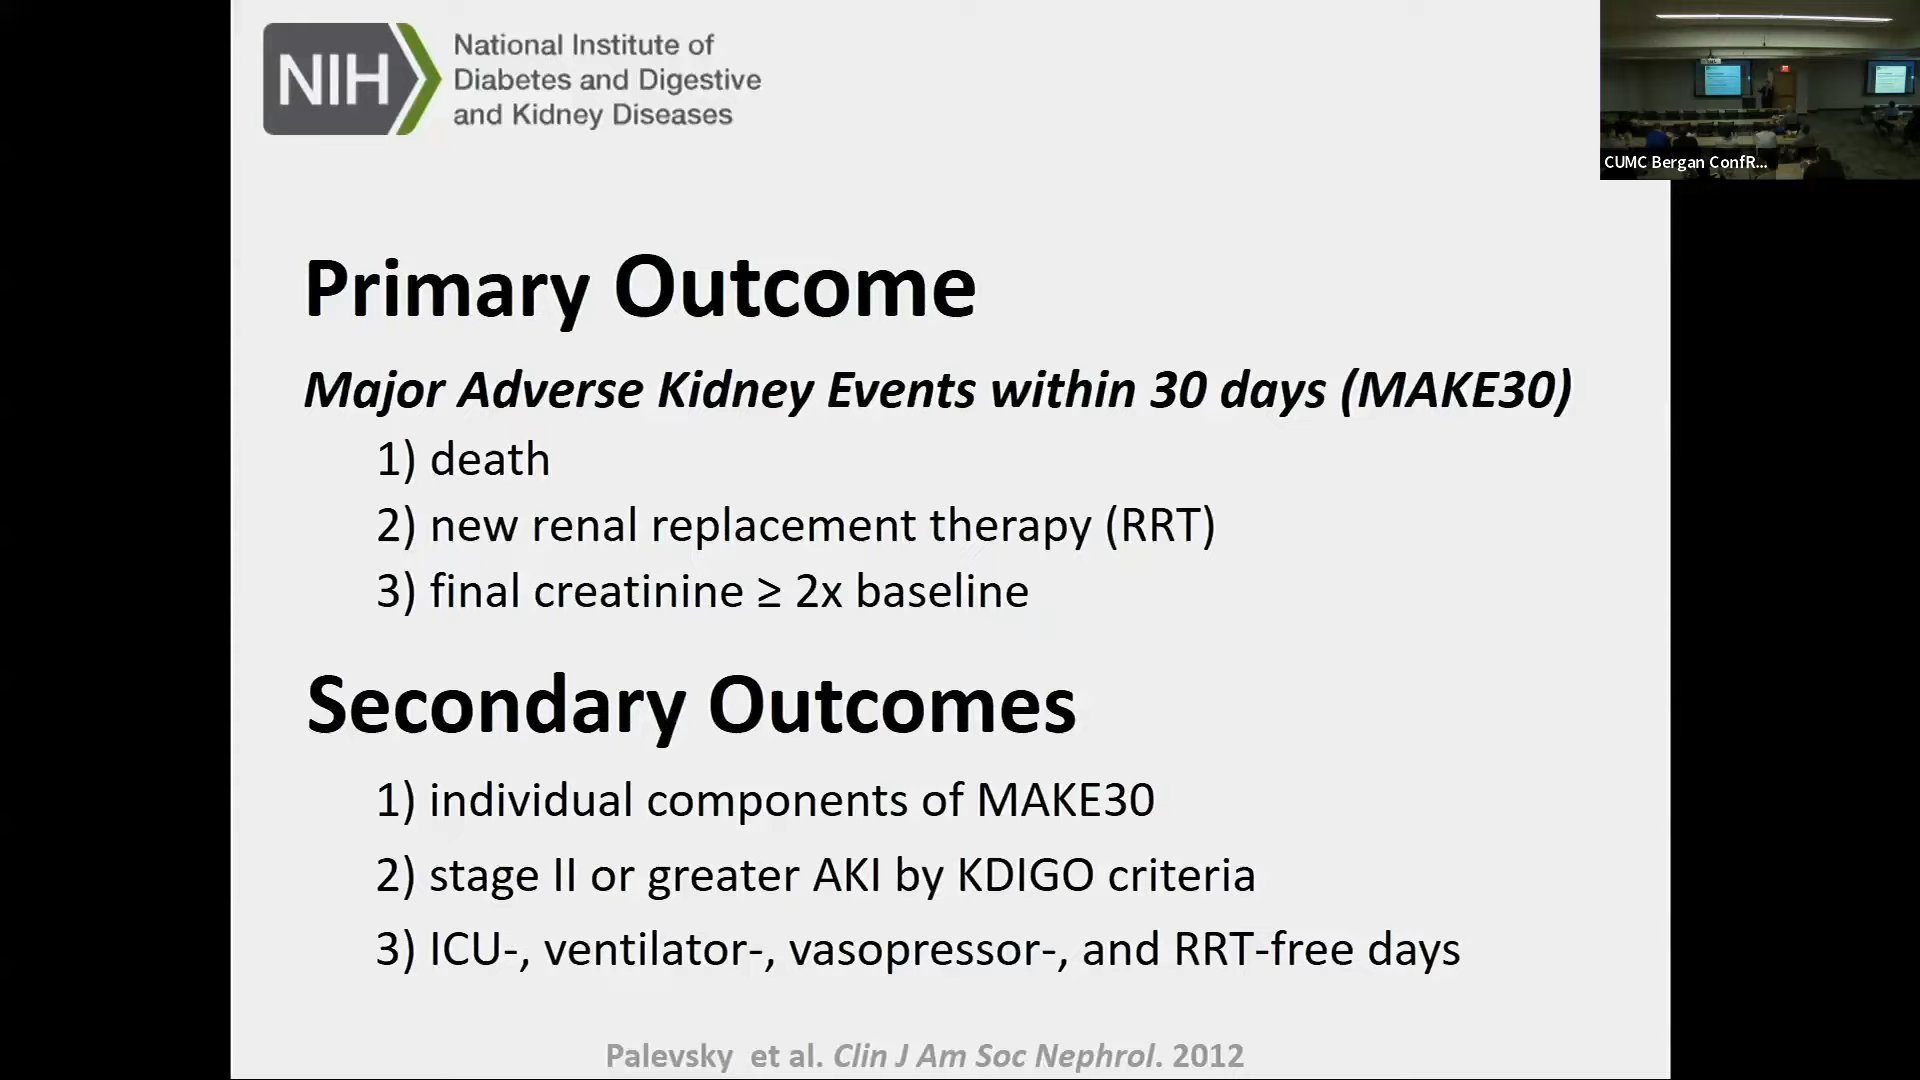 NIH
National Institute of
Diabetes and Digestive
and Kidney Diseases
CUMC Bergan ConfR...
Primary Outcome
Major Adverse Kidney Events within 30 days (MAKE30)
1) death
2) new renal replacement therapy (RRT)
3) final creatinine ≥ 2x baseline
Secondary Outcomes
1) individual components of MAKE30
2) stage II or greater AKI by KDIGO criteria
3) ICU-, ventilator-, vasopressor-, and RRT-free days
Palevsky et al. Clin J Am Soc Nephrol. 2012